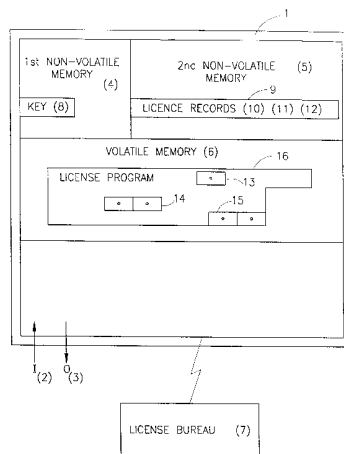 1
1st NON-VOLATILE
MEMORY
(4)
2nc NON-VOLATILE
MEMORY
(5)
9
KEY (8)
LICENCE RECORDS (10) (11) (12)
VOLATILE MEMORY (6)
16
LICENSE PROGRAM
13
14
15
I
(2)
O
(3)
LICENSE BUREAU (7)